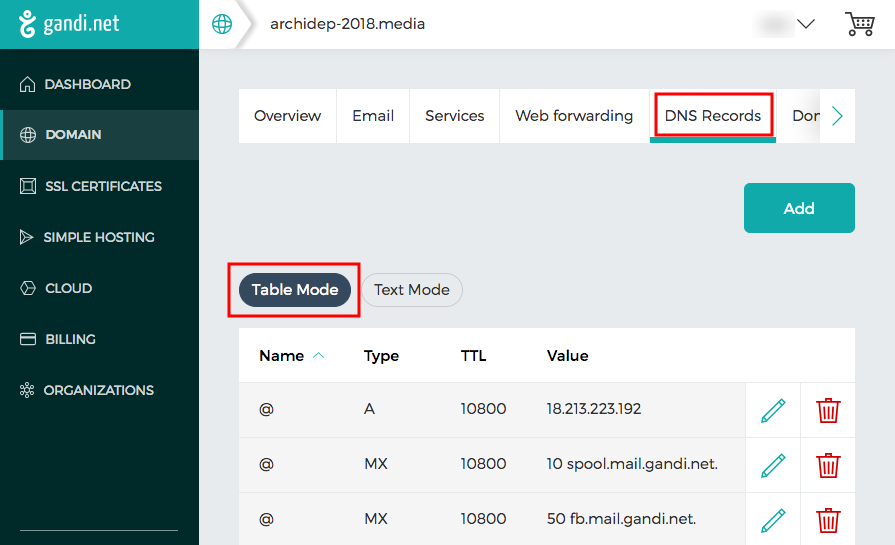 gandi.net
archidep-2018.media
DASHBOARD
DOMAIN
SSL CERTIFICATES
SIMPLE HOSTING
CLOUD
BILLING
ORGANIZATIONS
Overview Email Services Web forwarding DNS Records
Add
Table Mode Text Mode
Name Type TTL Value
@ A 10800 18.213.223.192
@ MX 10800 10 spool.mail.gandi.net.
@ MX 10800 50 fb.mail.gandi.net.